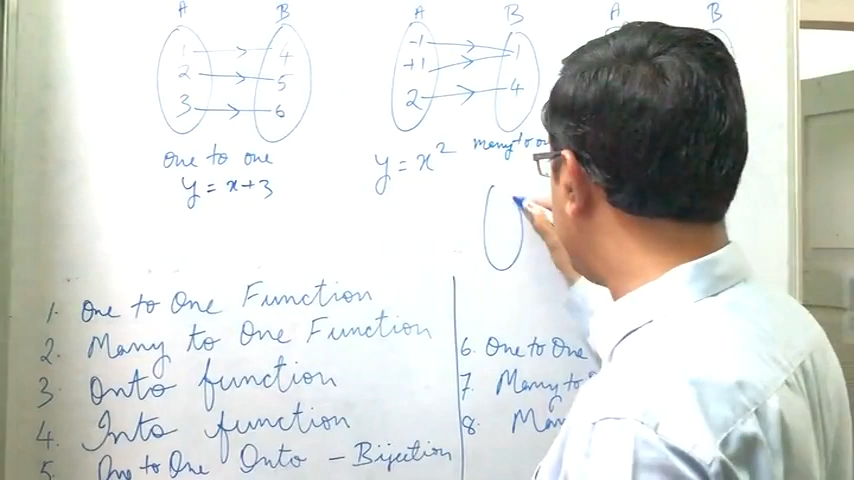 A B
1 4
2 5
3 6
one to one
y = x+3
A B
-1 1
+1
2 4
y = x²
many to
A B
1. One to One Function
2. Many to One Function
3. Onto function
4. Into function
5. One to One Onto - Bijection
6. One to One
7. Many to
8.